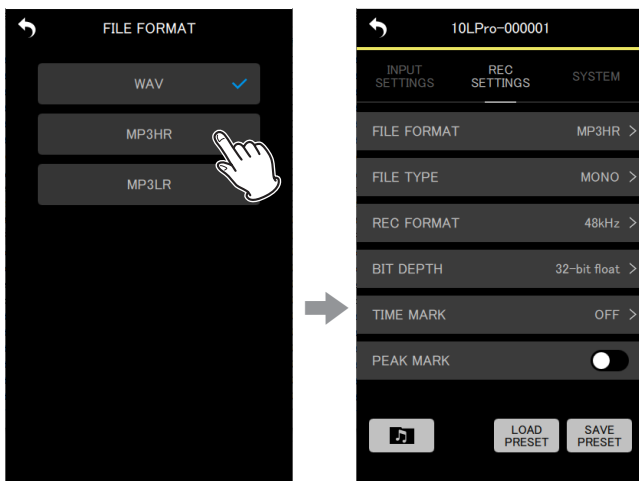 FILE FORMAT
WAV
MP3HR
MP3LR
10LPro-000001
INPUT
SETTINGS
REC
SETTINGS
SYSTEM
FILE FORMAT MP3HR >
FILE TYPE MONO >
REC FORMAT 48kHz >
BIT DEPTH 32-bit float >
TIME MARK OFF >
PEAK MARK
LOAD
PRESET
SAVE
PRESET